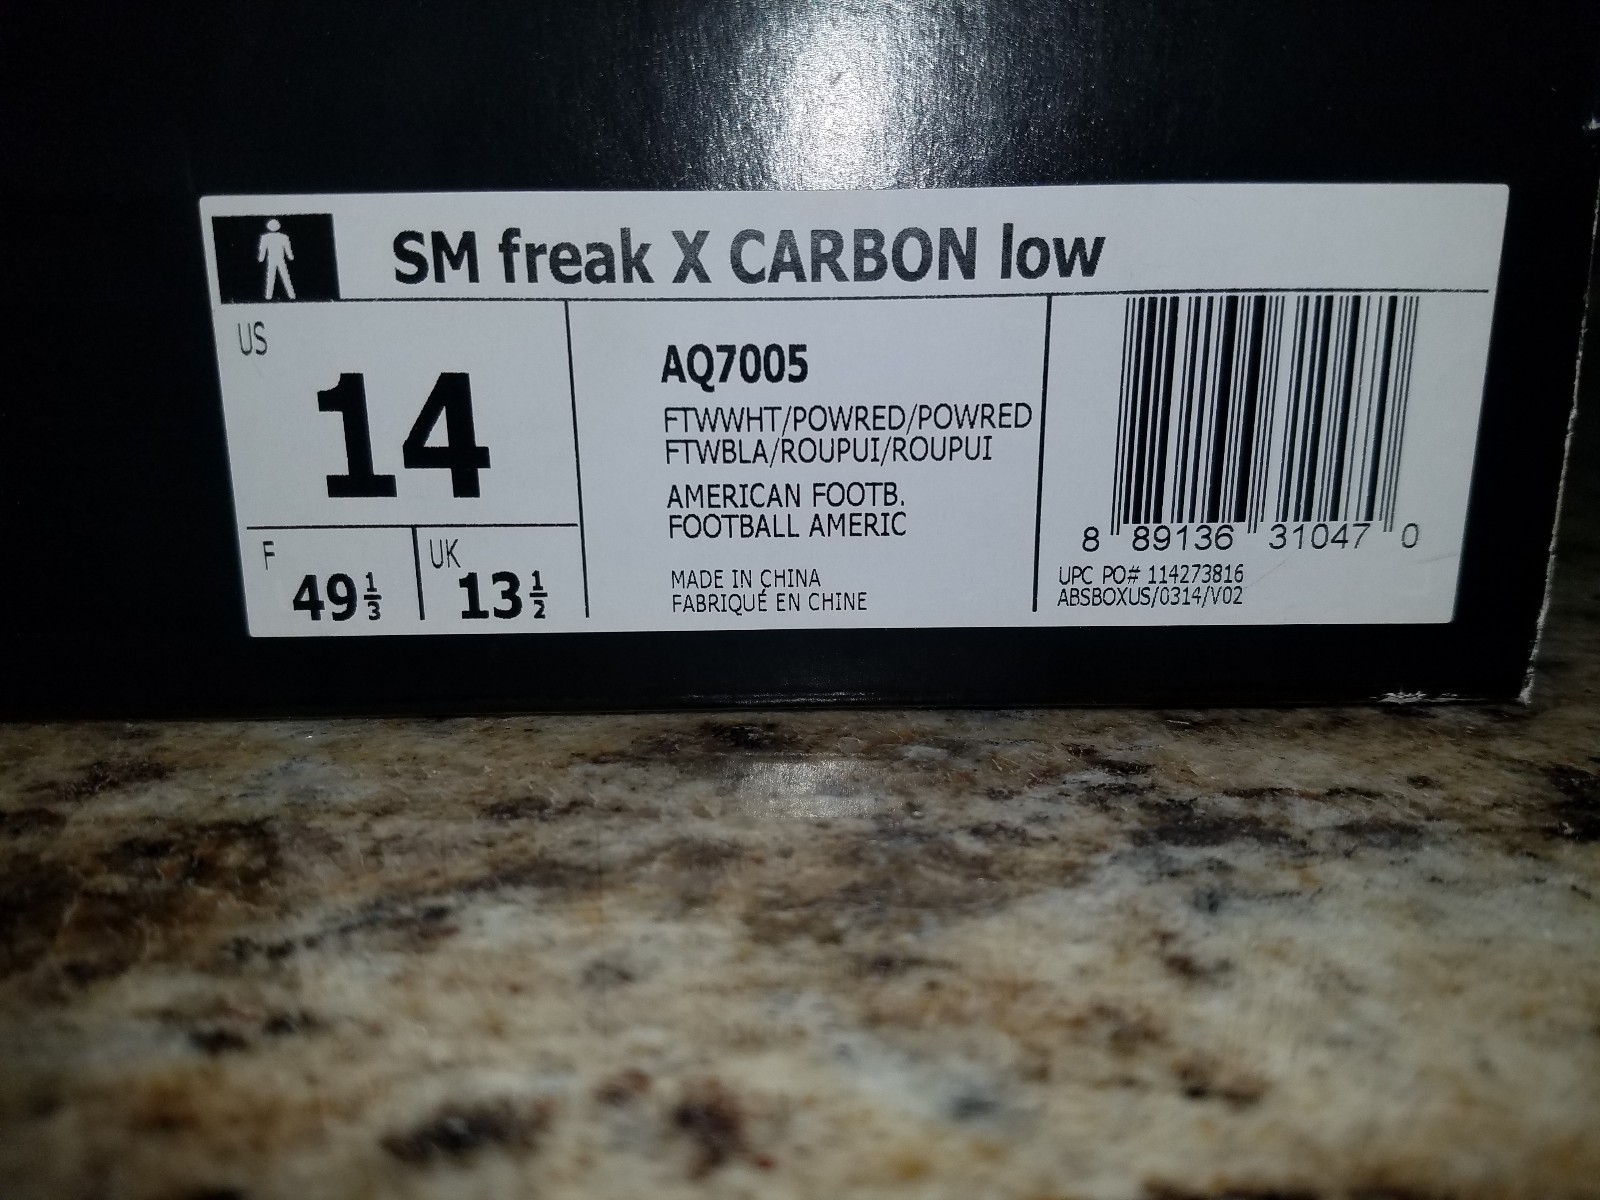 SM freak X CARBON low
US
14
F
49 1/3
UK
13 1/2
AQ7005
FTWWHT/POWRED/POWRED
FTWBLA/ROUPUI/ROUPUI
AMERICAN FOOTB.
FOOTBALL AMERIC
MADE IN CHINA
FABRIQUÉ EN CHINE
8 89136 31047 0
UPC PO# 114273816
ABSBOXUS/0314/V02